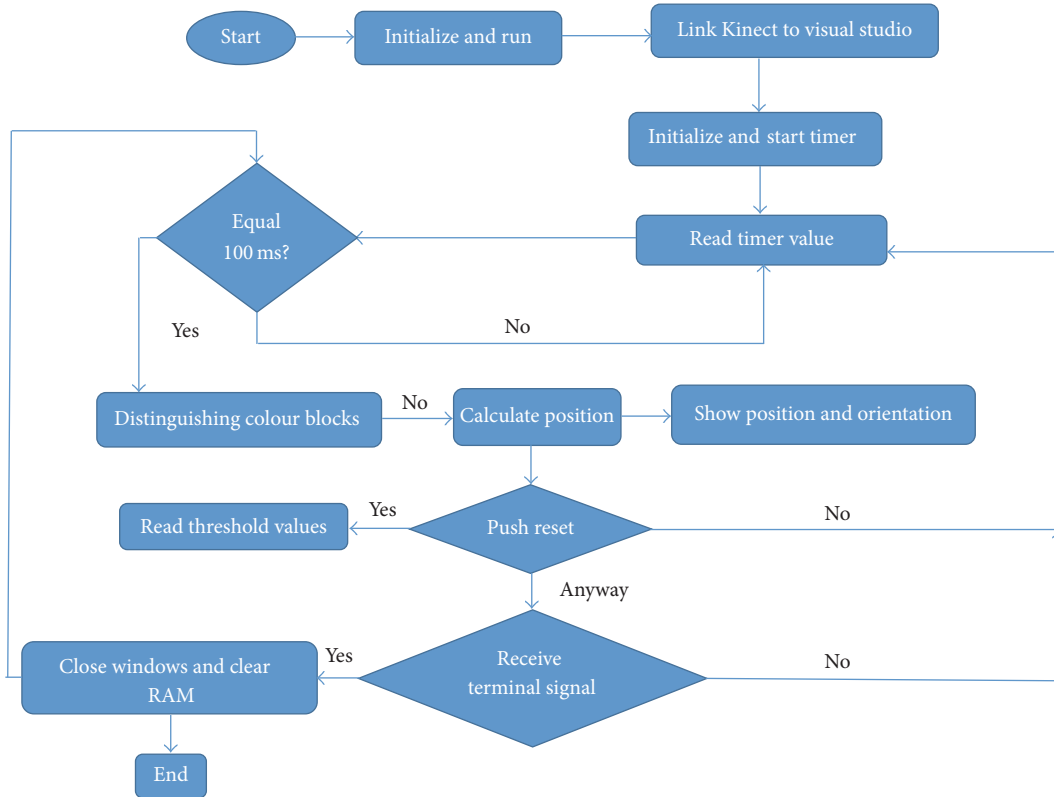 Start
Initialize and run
Link Kinect to visual studio
Initialize and start timer
Equal
100 ms?
Read timer value
Yes
No
Distinguishing colour blocks
No
Calculate position
Show position and orientation
Read threshold values
Yes
Push reset
No
Anyway
Close windows and clear
RAM
Yes
Receive
terminal signal
No
End